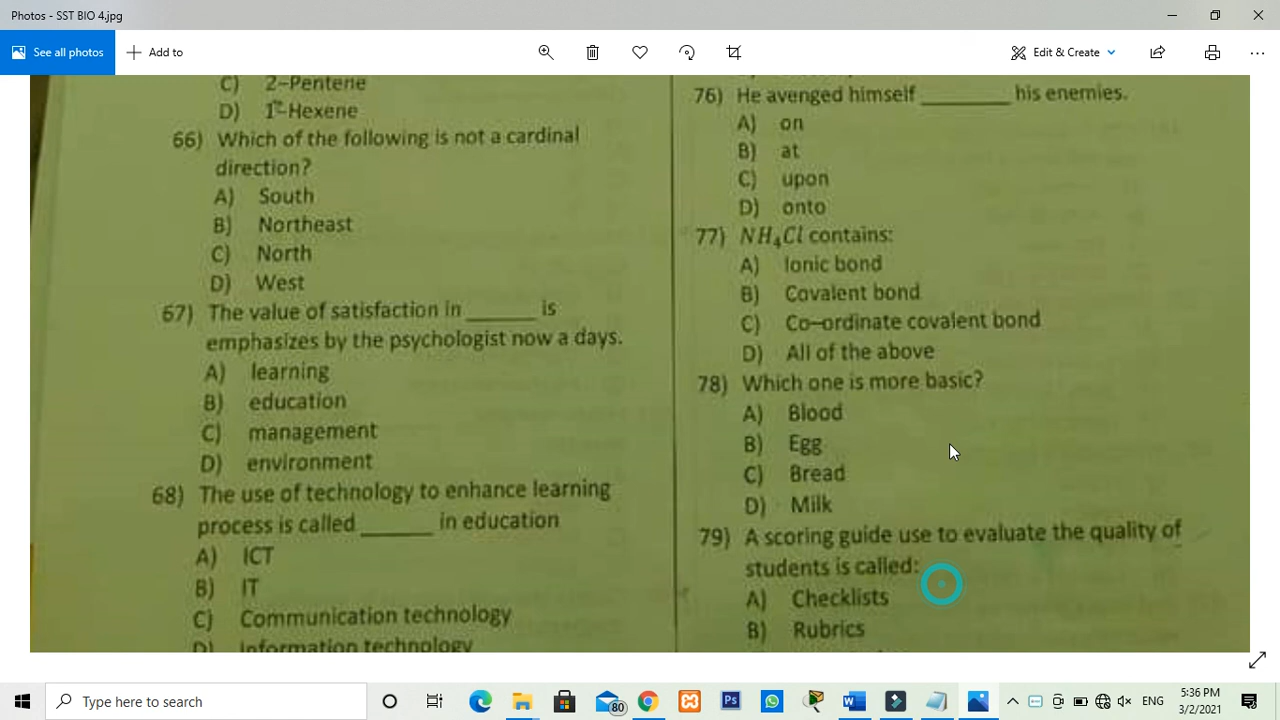 Photos - SST BIO 4.jpg
See all photos
Add to
Edit & Create
C) 2-Pentene
D) 1-Hexene
66) Which of the following is not a cardinal
direction?
A) South
B) Northeast
C) North
D) West
67) The value of satisfaction in ______ is
emphasizes by the psychologist now a days.
A) learning
B) education
C) management
D) environment
68) The use of technology to enhance learning
process is called ______ in education
A) ICT
B) IT
C) Communication technology
D) Information technology
76) He avenged himself ________ his enemies.
A) on
B) at
C) upon
D) onto
77) NH₄Cl contains:
A) Ionic bond
B) Covalent bond
C) Co-ordinate covalent bond
D) All of the above
78) Which one is more basic?
A) Blood
B) Egg
C) Bread
D) Milk
79) A scoring guide use to evaluate the quality of
students is called:
A) Checklists
B) Rubrics
Type here to search
80
Ps
W
ENG
5:36 PM
3/2/2021